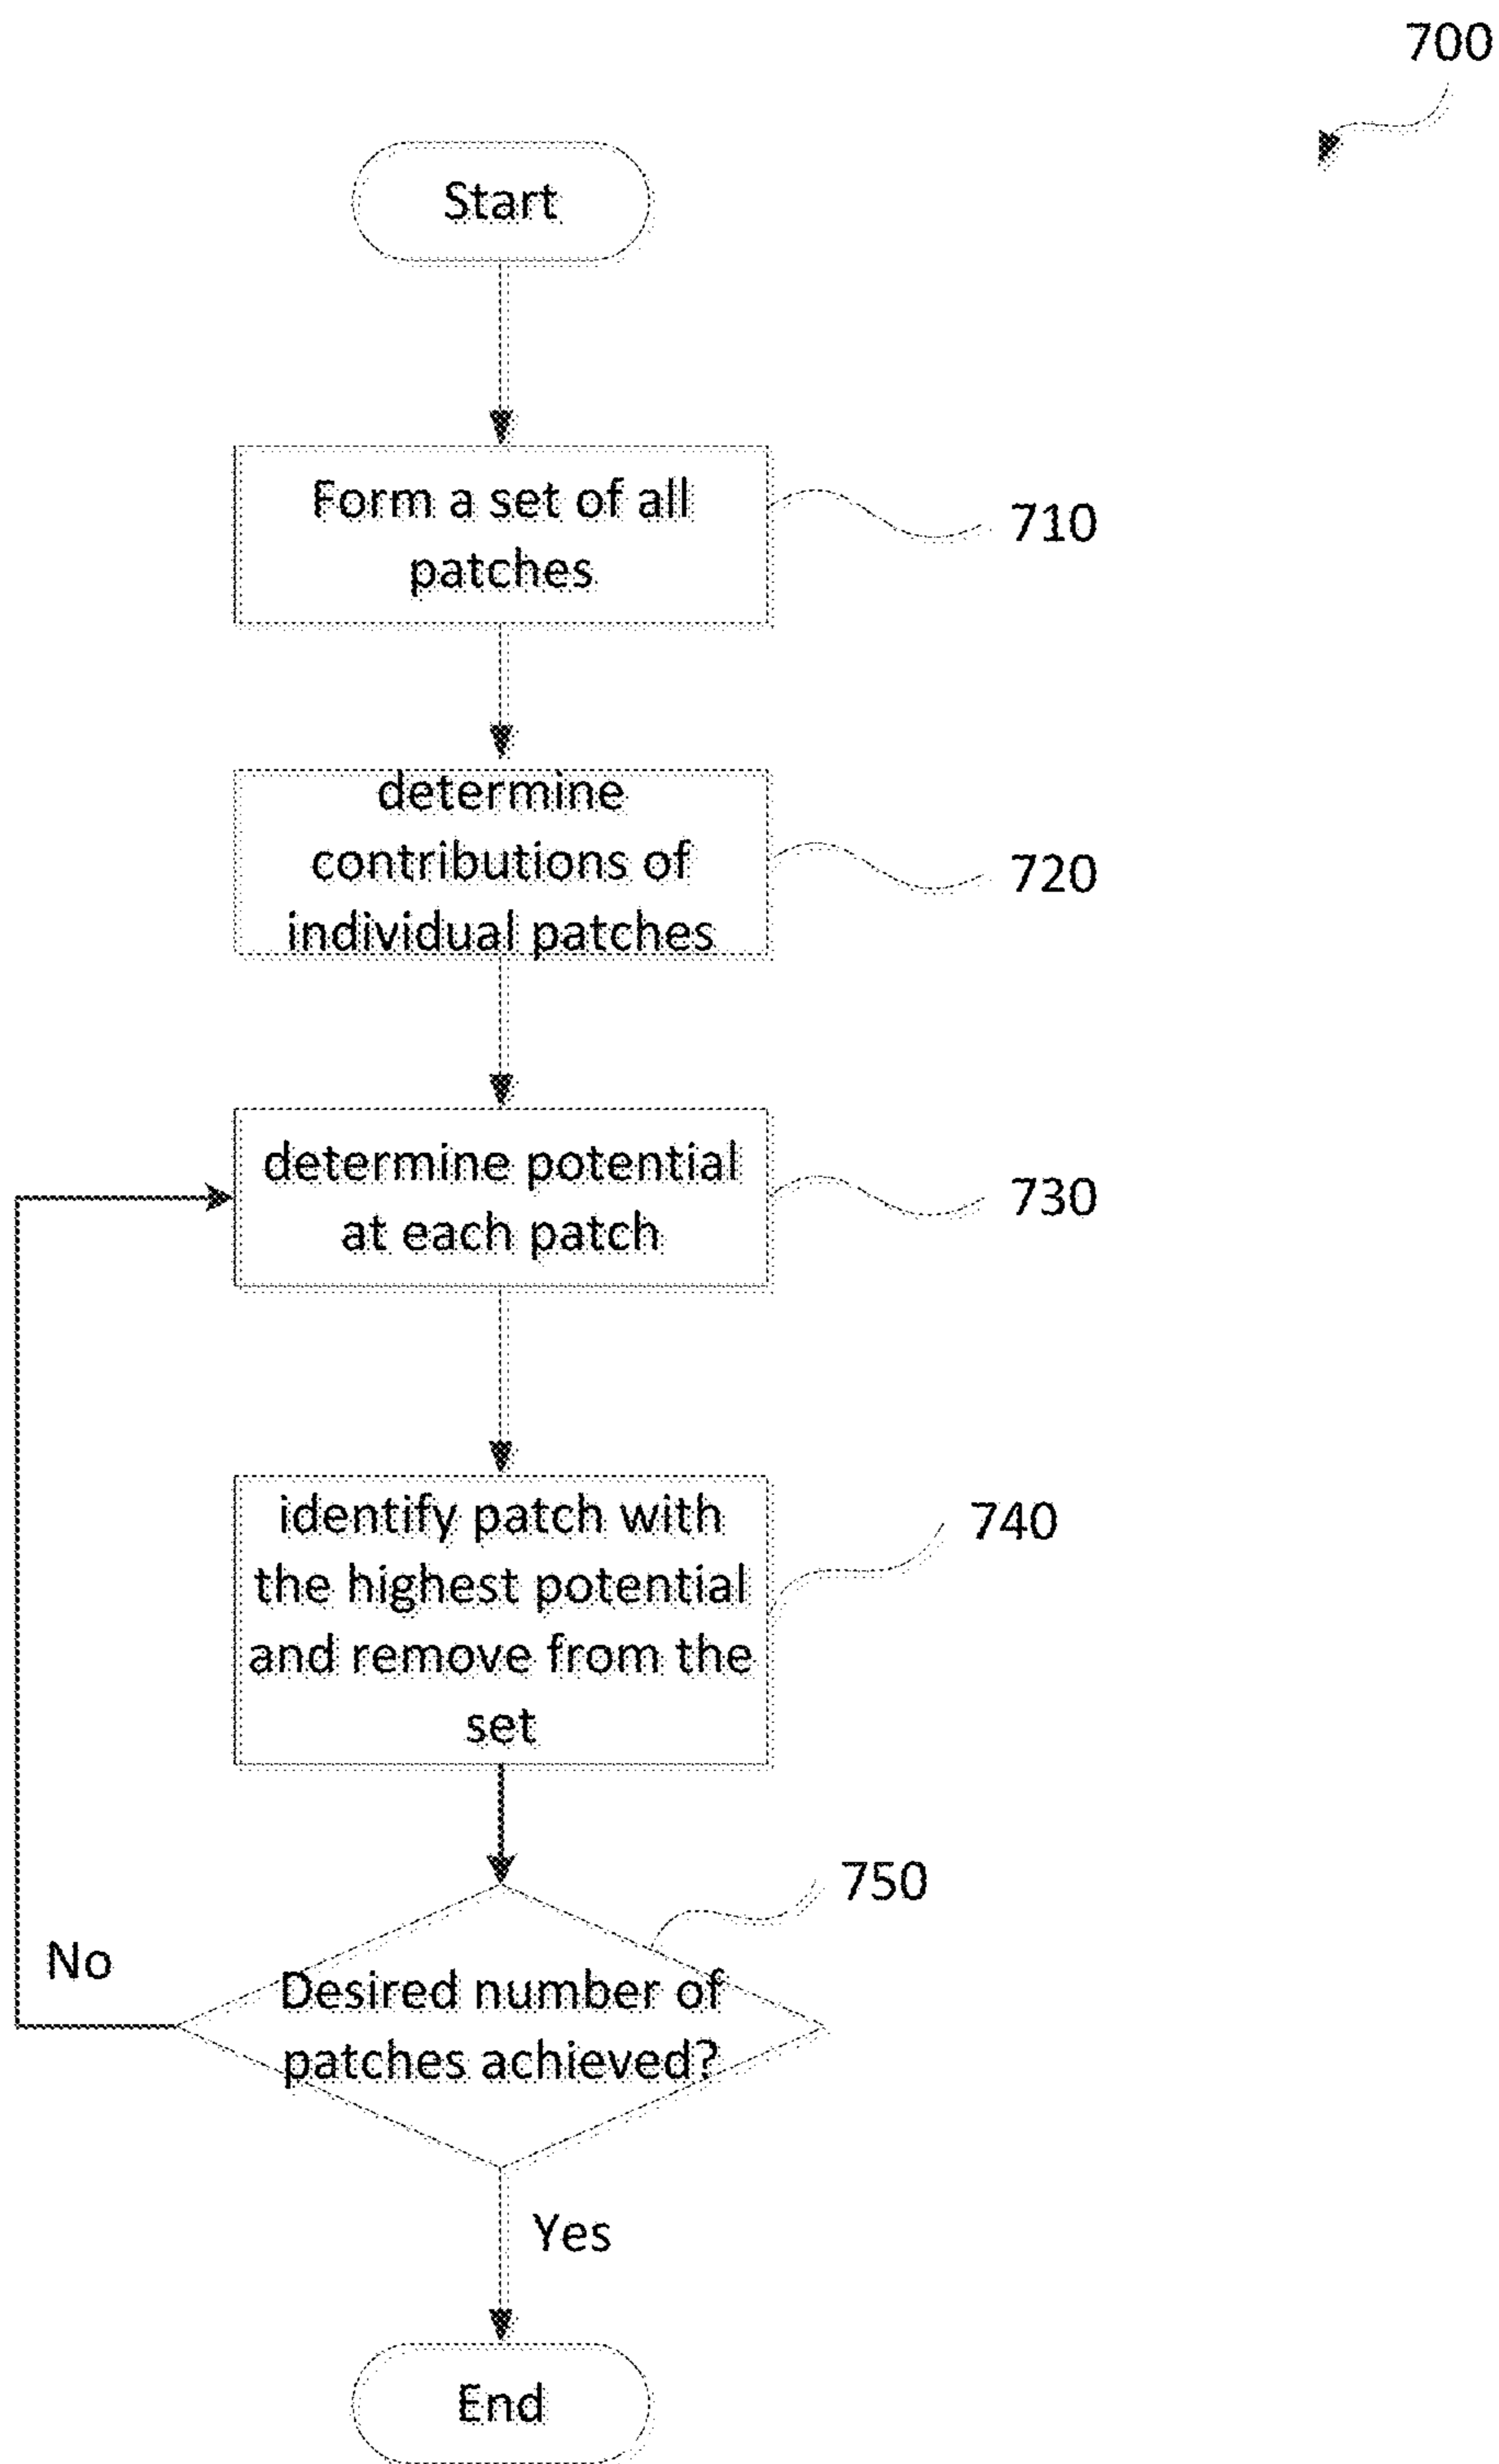 700
Start
Form a set of all
patches
710
determine
contributions of
individual patches
720
determine potential
at each patch
730
identify patch with
the highest potential
and remove from the
set
740
750
No
Desired number of
patches achieved?
Yes
End